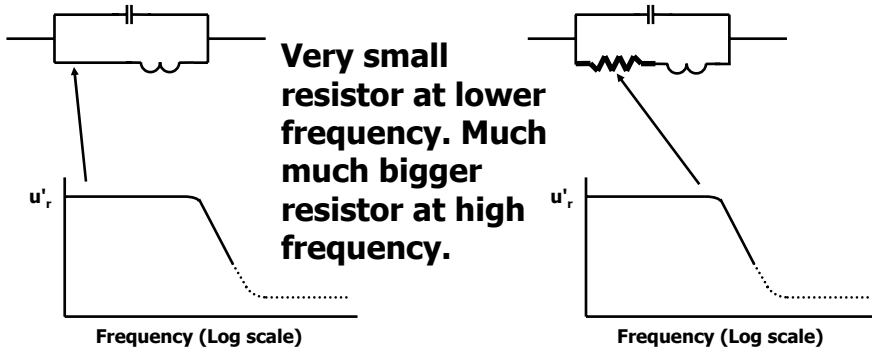 Very small
resistor at lower
frequency. Much
much bigger
resistor at high
frequency.
u'r
Frequency (Log scale)
u'r
Frequency (Log scale)